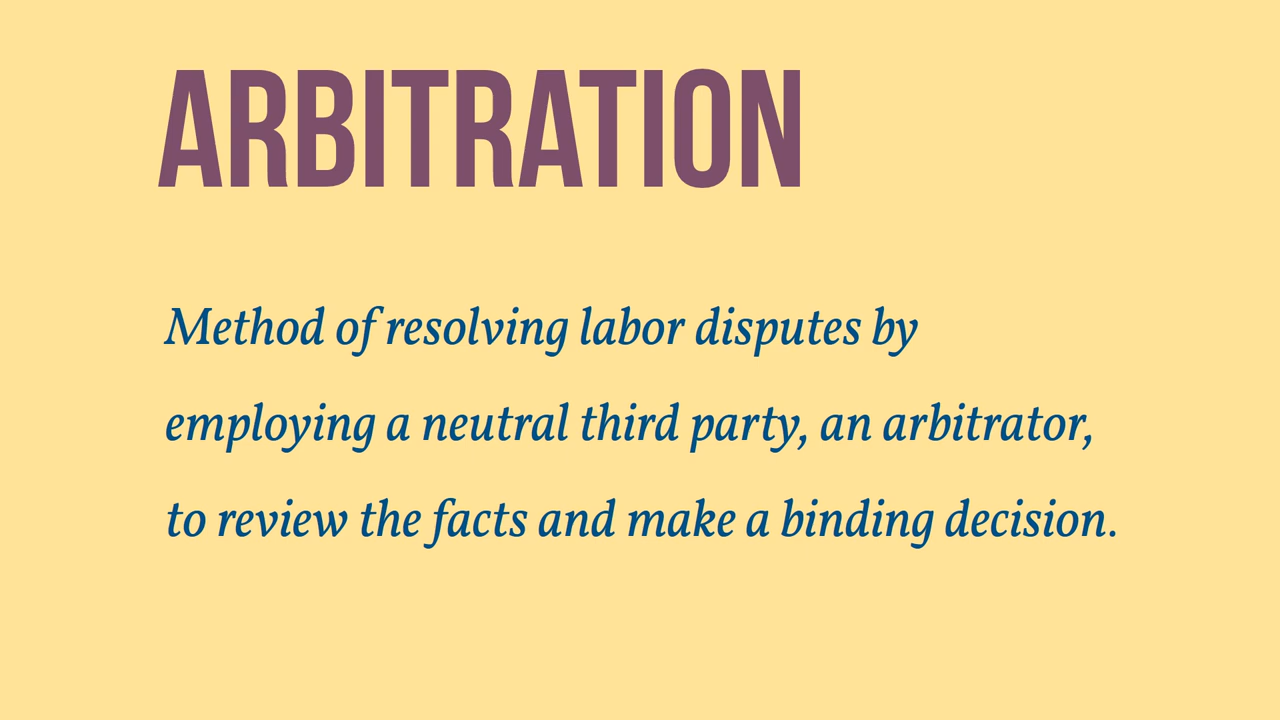 ARBITRATION
Method of resolving labor disputes by
employing a neutral third party, an arbitrator,
to review the facts and make a binding decision.